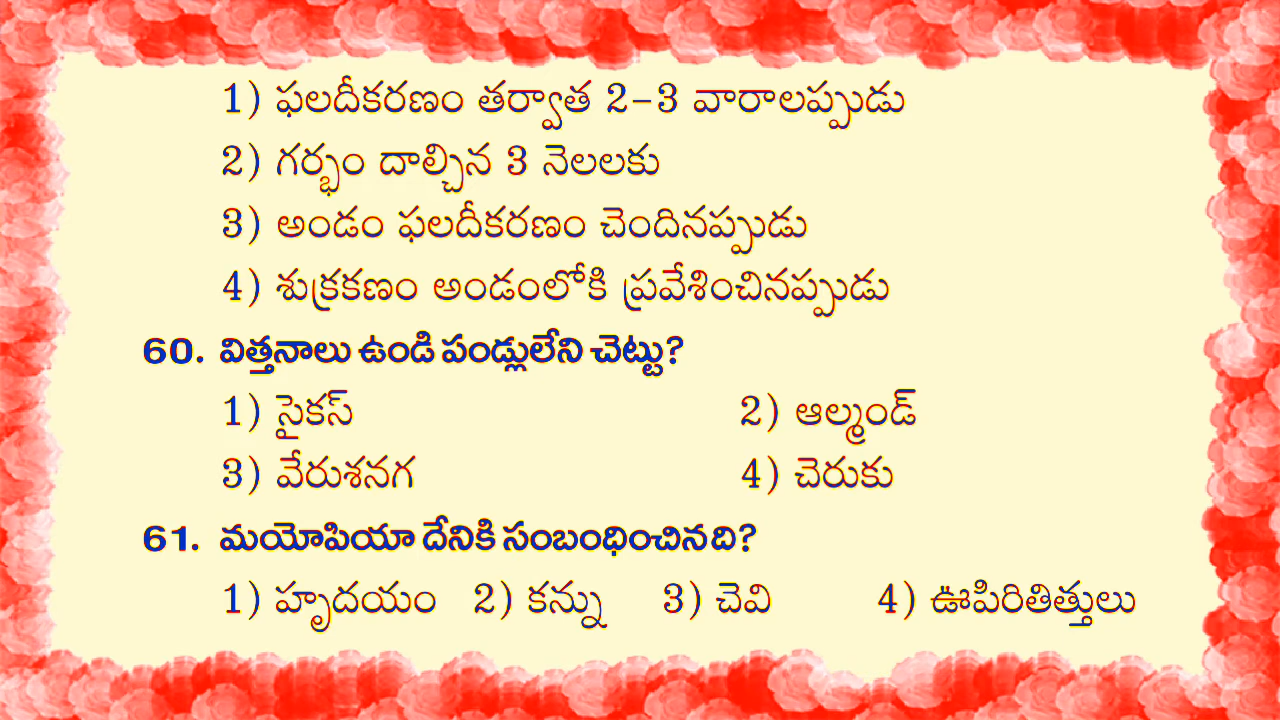 1) ఫలదీకరణం తర్వాత 2-3 వారాలప్పుడు
2) గర్భం దాల్చిన 3 నెలలకు
3) అండం ఫలదీకరణం చెందినప్పుడు
4) శుక్రకణం అండంలోకి ప్రవేశించినప్పుడు
60. విత్తనాలు ఉండి పండ్లులేని చెట్టు?
1) సైకస్ 2) ఆల్మండ్
3) వేరుశనగ 4) చెరుకు
61. మయోపియా దేనికి సంబంధించినది?
1) హృదయం 2) కన్ను 3) చెవి 4) ఊపిరితిత్తులు